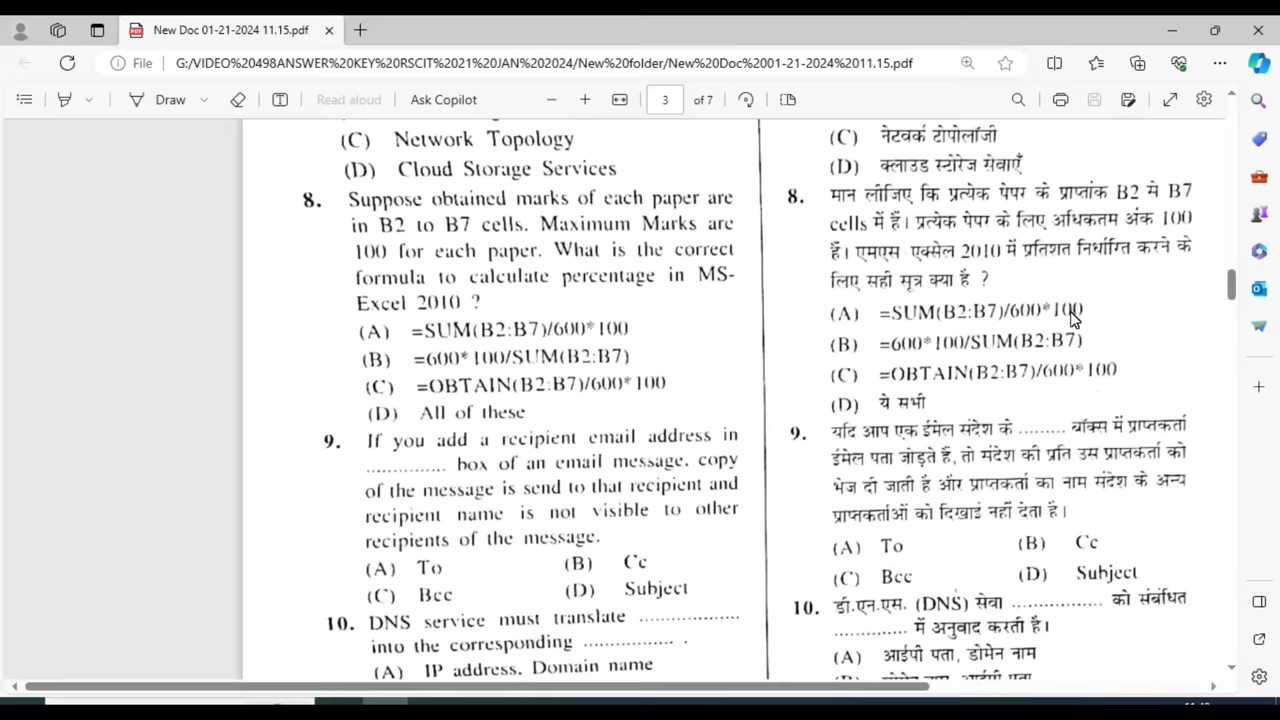 New Doc 01-21-2024 11.15.pdf
File
G:/VIDEO%20498ANSWER%20KEY%20RSCIT%2021%20JAN%202024/New%20folder/New%20Doc%2001-21-2024%2011.15.pdf
Draw
Read aloud
Ask Copilot
3
of 7
(C) Network Topology
(D) Cloud Storage Services
8. Suppose obtained marks of each paper are
in B2 to B7 cells. Maximum Marks are
100 for each paper. What is the correct
formula to calculate percentage in MS-
Excel 2010 ?
(A) =SUM(B2:B7)/600*100
(B) =600*100/SUM(B2:B7)
(C) =OBTAIN(B2:B7)/600*100
(D) All of these
9. If you add a recipient email address in
.............. box of an email message. copy
of the message is send to that recipient and
recipient name is not visible to other
recipients of the message.
(A) To (B) Cc
(C) Bcc (D) Subject
10. DNS service must translate ..................
into the corresponding ................ .
(A) IP address. Domain name
(C) नेटवर्क टोपोलॉजी
(D) क्लाउड स्टोरेज सेवाएँ
8. मान लीजिए कि प्रत्येक पेपर के प्राप्तांक B2 से B7
cells में हैं। प्रत्येक पेपर के लिए अधिकतम अंक 100
हैं। एमएस एक्सेल 2010 में प्रतिशत निर्धारित करने के
लिए सही सूत्र क्या है ?
(A) =SUM(B2:B7)/600*100
(B) =600*100/SUM(B2:B7)
(C) =OBTAIN(B2:B7)/600*100
(D) ये सभी
9. यदि आप एक ईमेल संदेश के ......... बॉक्स में प्राप्तकर्ता
ईमेल पता जोड़ते हैं, तो संदेश की प्रति उस प्राप्तकर्ता को
भेज दी जाती है और प्राप्तकर्ता का नाम संदेश के अन्य
प्राप्तकर्ताओं को दिखाई नहीं देता है।
(A) To (B) Cc
(C) Bcc (D) Subject
10. डी.एन.एस. (DNS) सेवा .................. को संबंधित
.............. में अनुवाद करती है।
(A) आईपी पता, डोमेन नाम